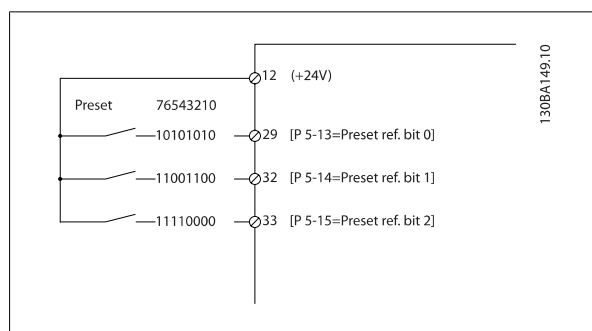 12 (+24V)
Preset 76543210
10101010 29 [P 5-13=Preset ref. bit 0]
11001100 32 [P 5-14=Preset ref. bit 1]
11110000 33 [P 5-15=Preset ref. bit 2]
130BA149.10